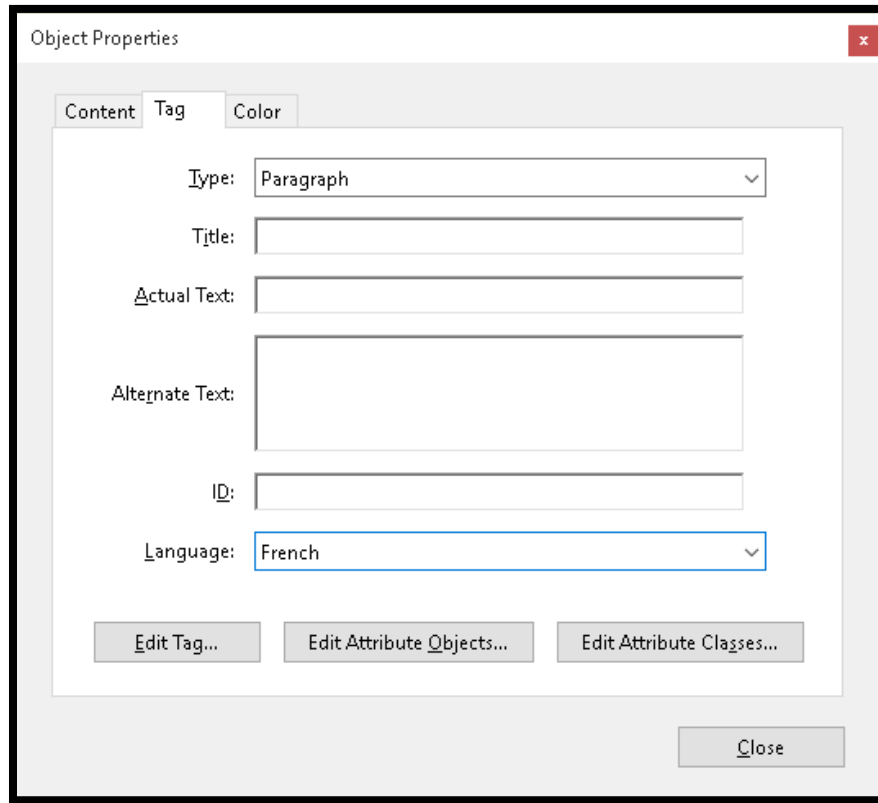 Object Properties
x
Content Tag Color
Type: Paragraph
Title:
Actual Text:
Alternate Text:
ID:
Language: French
Edit Tag... Edit Attribute Objects... Edit Attribute Classes...
Close